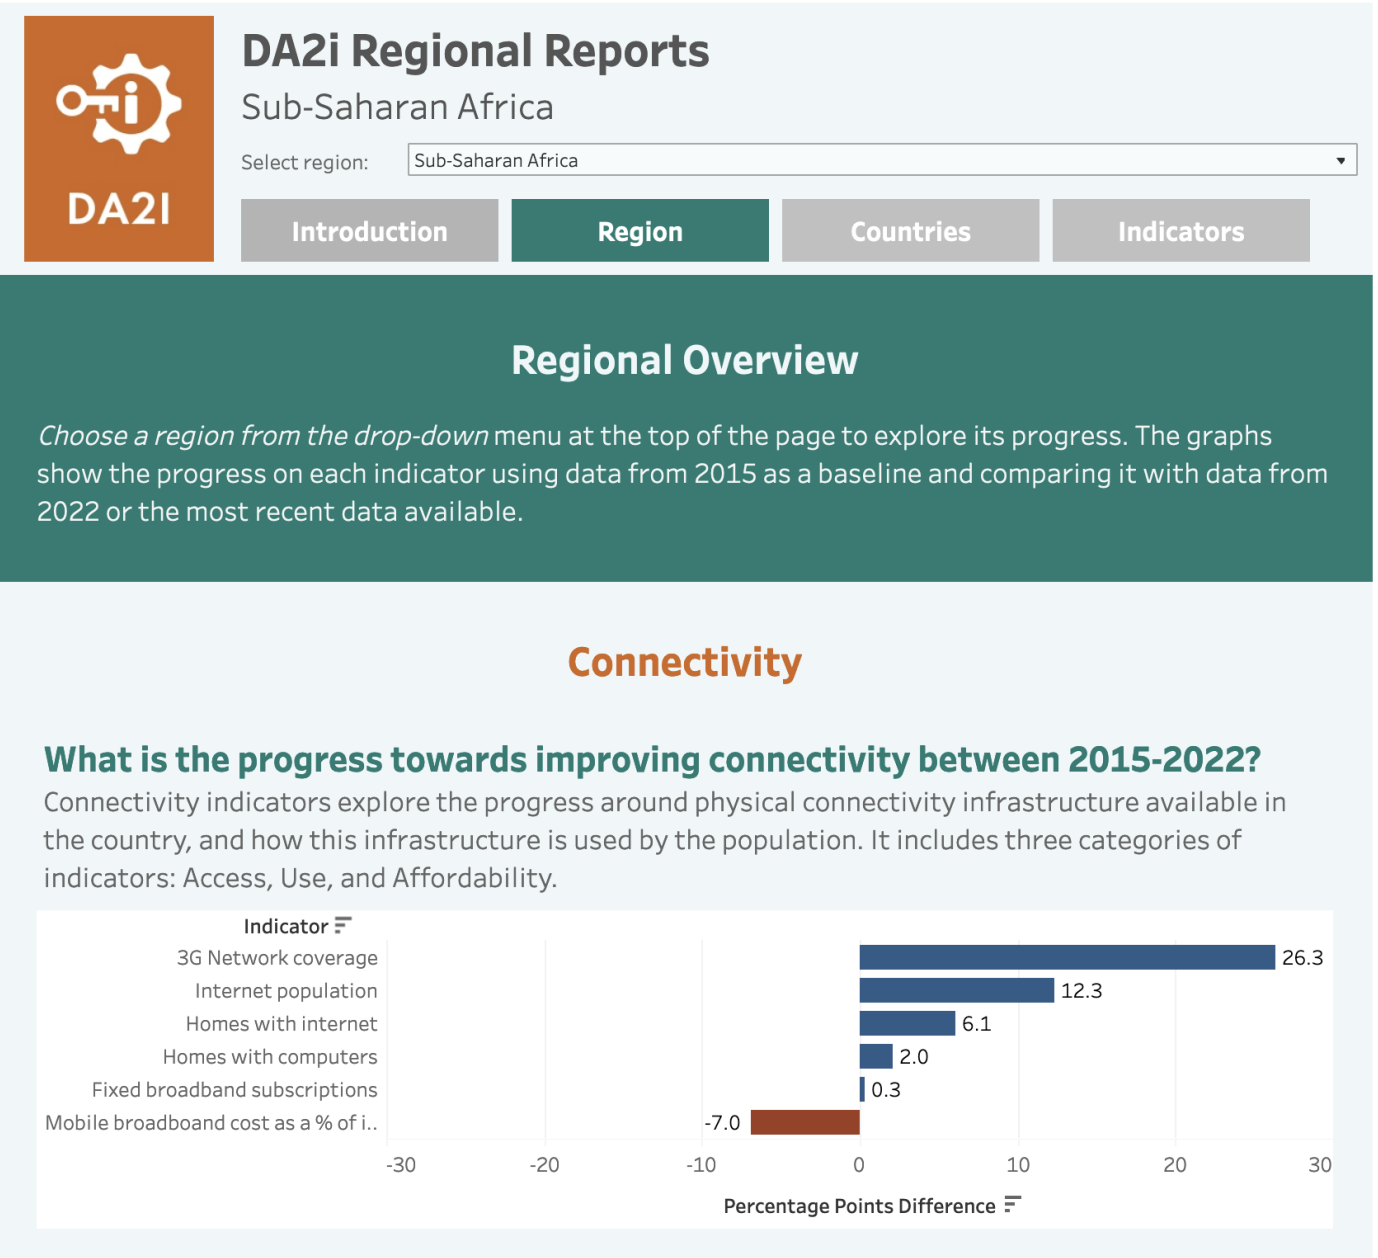 DA2I
DA2i Regional Reports
Sub-Saharan Africa
Select region:
Sub-Saharan Africa
Introduction
Region
Countries
Indicators
Regional Overview
Choose a region from the drop-down menu at the top of the page to explore its progress. The graphs
show the progress on each indicator using data from 2015 as a baseline and comparing it with data from
2022 or the most recent data available.
Connectivity
What is the progress towards improving connectivity between 2015-2022?
Connectivity indicators explore the progress around physical connectivity infrastructure available in
the country, and how this infrastructure is used by the population. It includes three categories of
indicators: Access, Use, and Affordability.
Indicator
3G Network coverage 26.3
Internet population 12.3
Homes with internet 6.1
Homes with computers 2.0
Fixed broadband subscriptions 0.3
Mobile broadboand cost as a % of i.. -7.0
-30 -20 -10 0 10 20 30
Percentage Points Difference